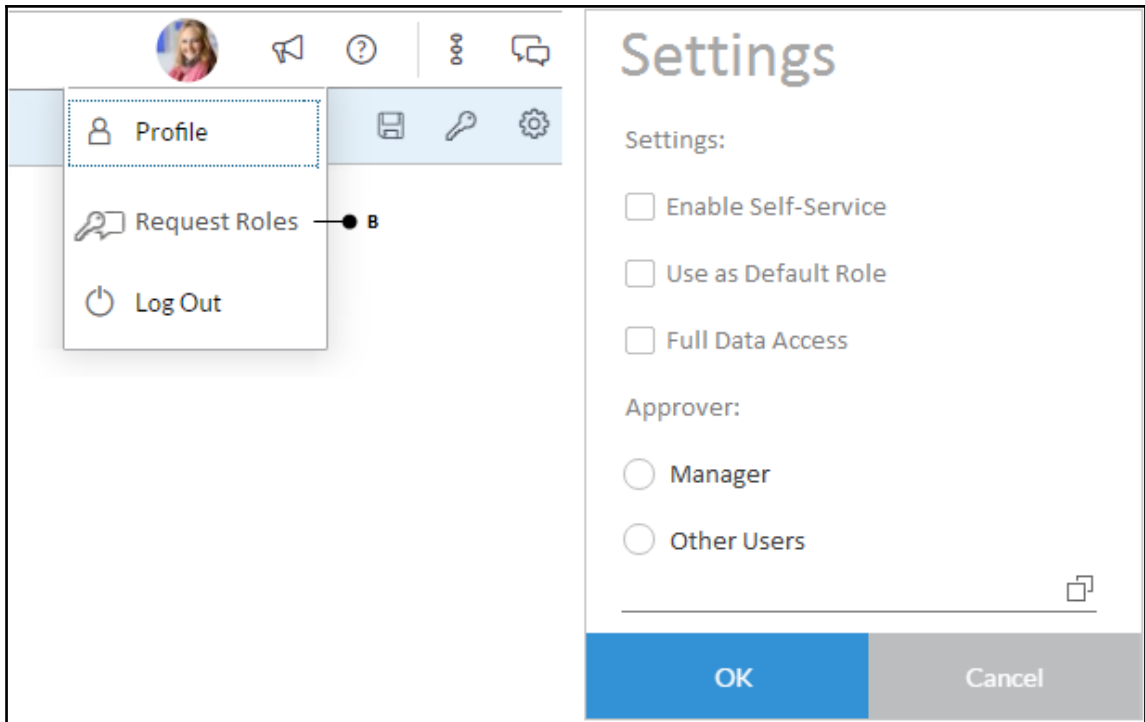 Profile
Request Roles
B
Log Out
Settings
Settings:
Enable Self-Service
Use as Default Role
Full Data Access
Approver:
Manager
Other Users
OK
Cancel